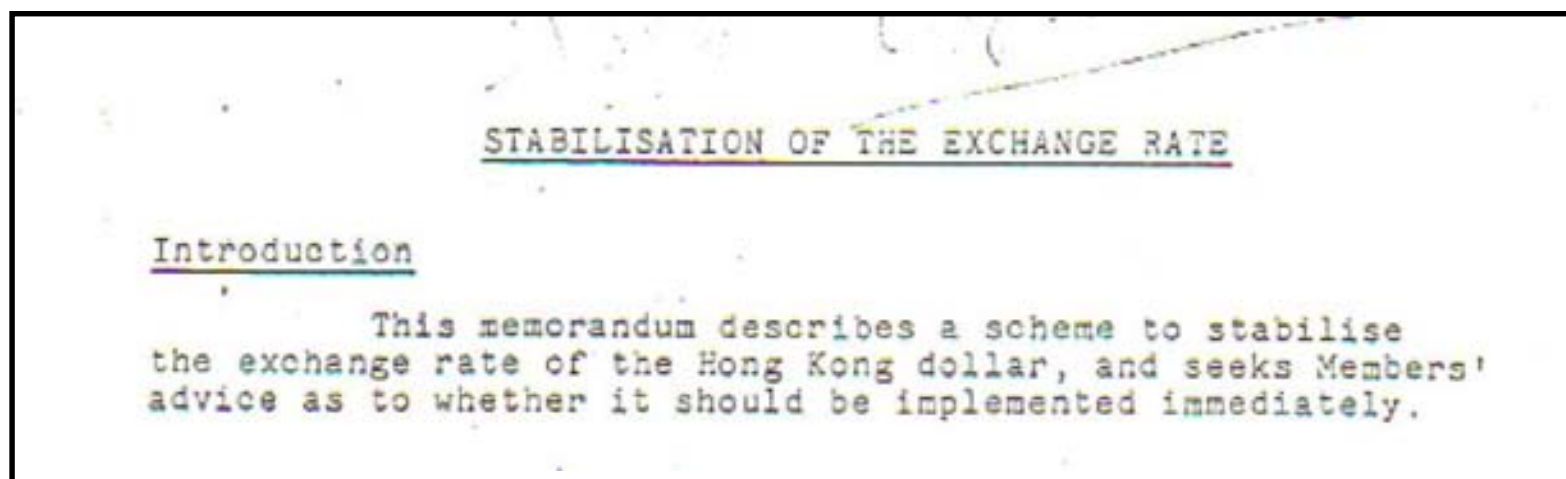 STABILISATION OF THE EXCHANGE RATE
Introduction
This memorandum describes a scheme to stabilise
the exchange rate of the Hong Kong dollar, and seeks Members'
advice as to whether it should be implemented immediately.